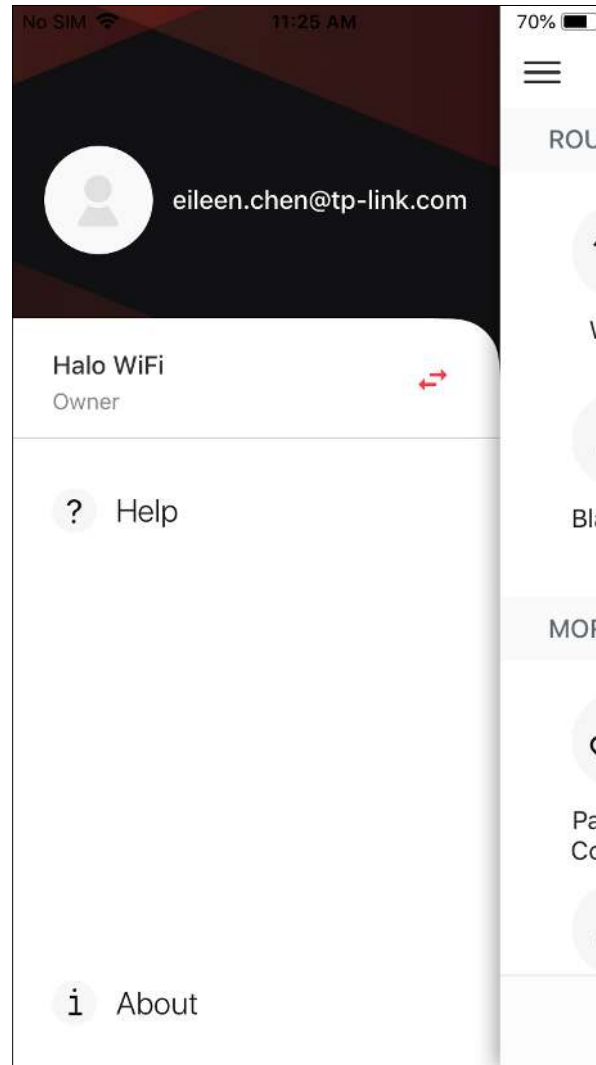 No SIM 11:25 AM 70%
eileen.chen@tp-link.com
Halo WiFi
Owner
? Help
i About
ROU
Bla
MOR
Pa
Co